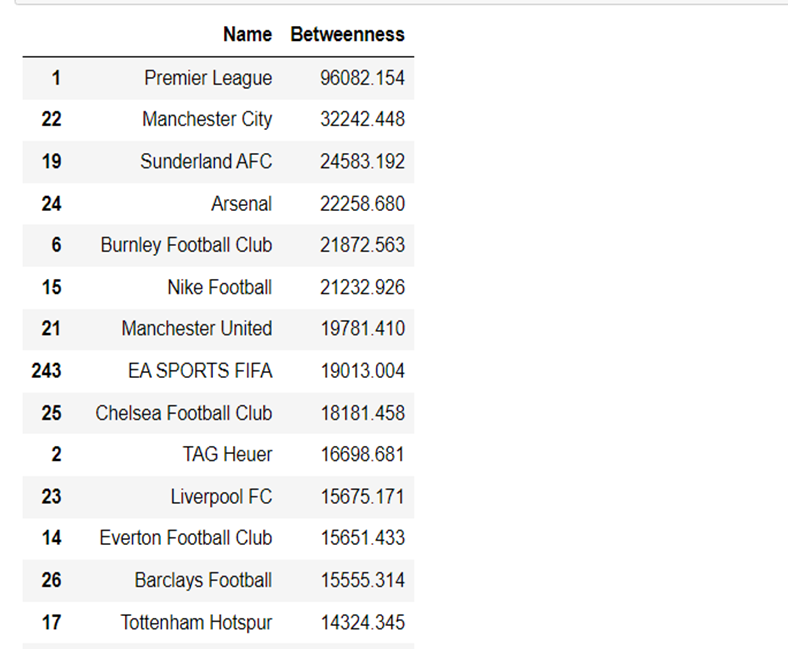 Name Betweenness
1 Premier League 96082.154
22 Manchester City 32242.448
19 Sunderland AFC 24583.192
24 Arsenal 22258.680
6 Burnley Football Club 21872.563
15 Nike Football 21232.926
21 Manchester United 19781.410
243 EA SPORTS FIFA 19013.004
25 Chelsea Football Club 18181.458
2 TAG Heuer 16698.681
23 Liverpool FC 15675.171
14 Everton Football Club 15651.433
26 Barclays Football 15555.314
17 Tottenham Hotspur 14324.345